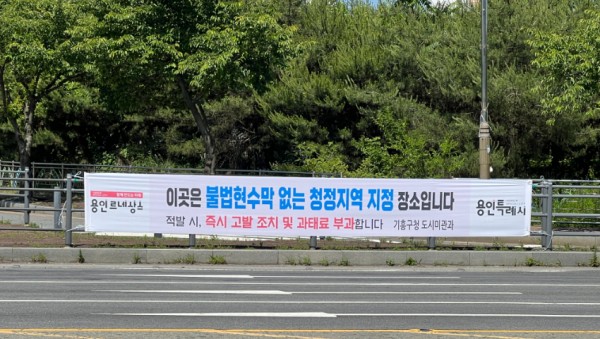 용인르네상스
이곳은 불법현수막 없는 청정지역 지정 장소입니다
적발 시, 즉시 고발 조치 및 과태료 부과합니다 기흥구청 도시미관과
용인특례시